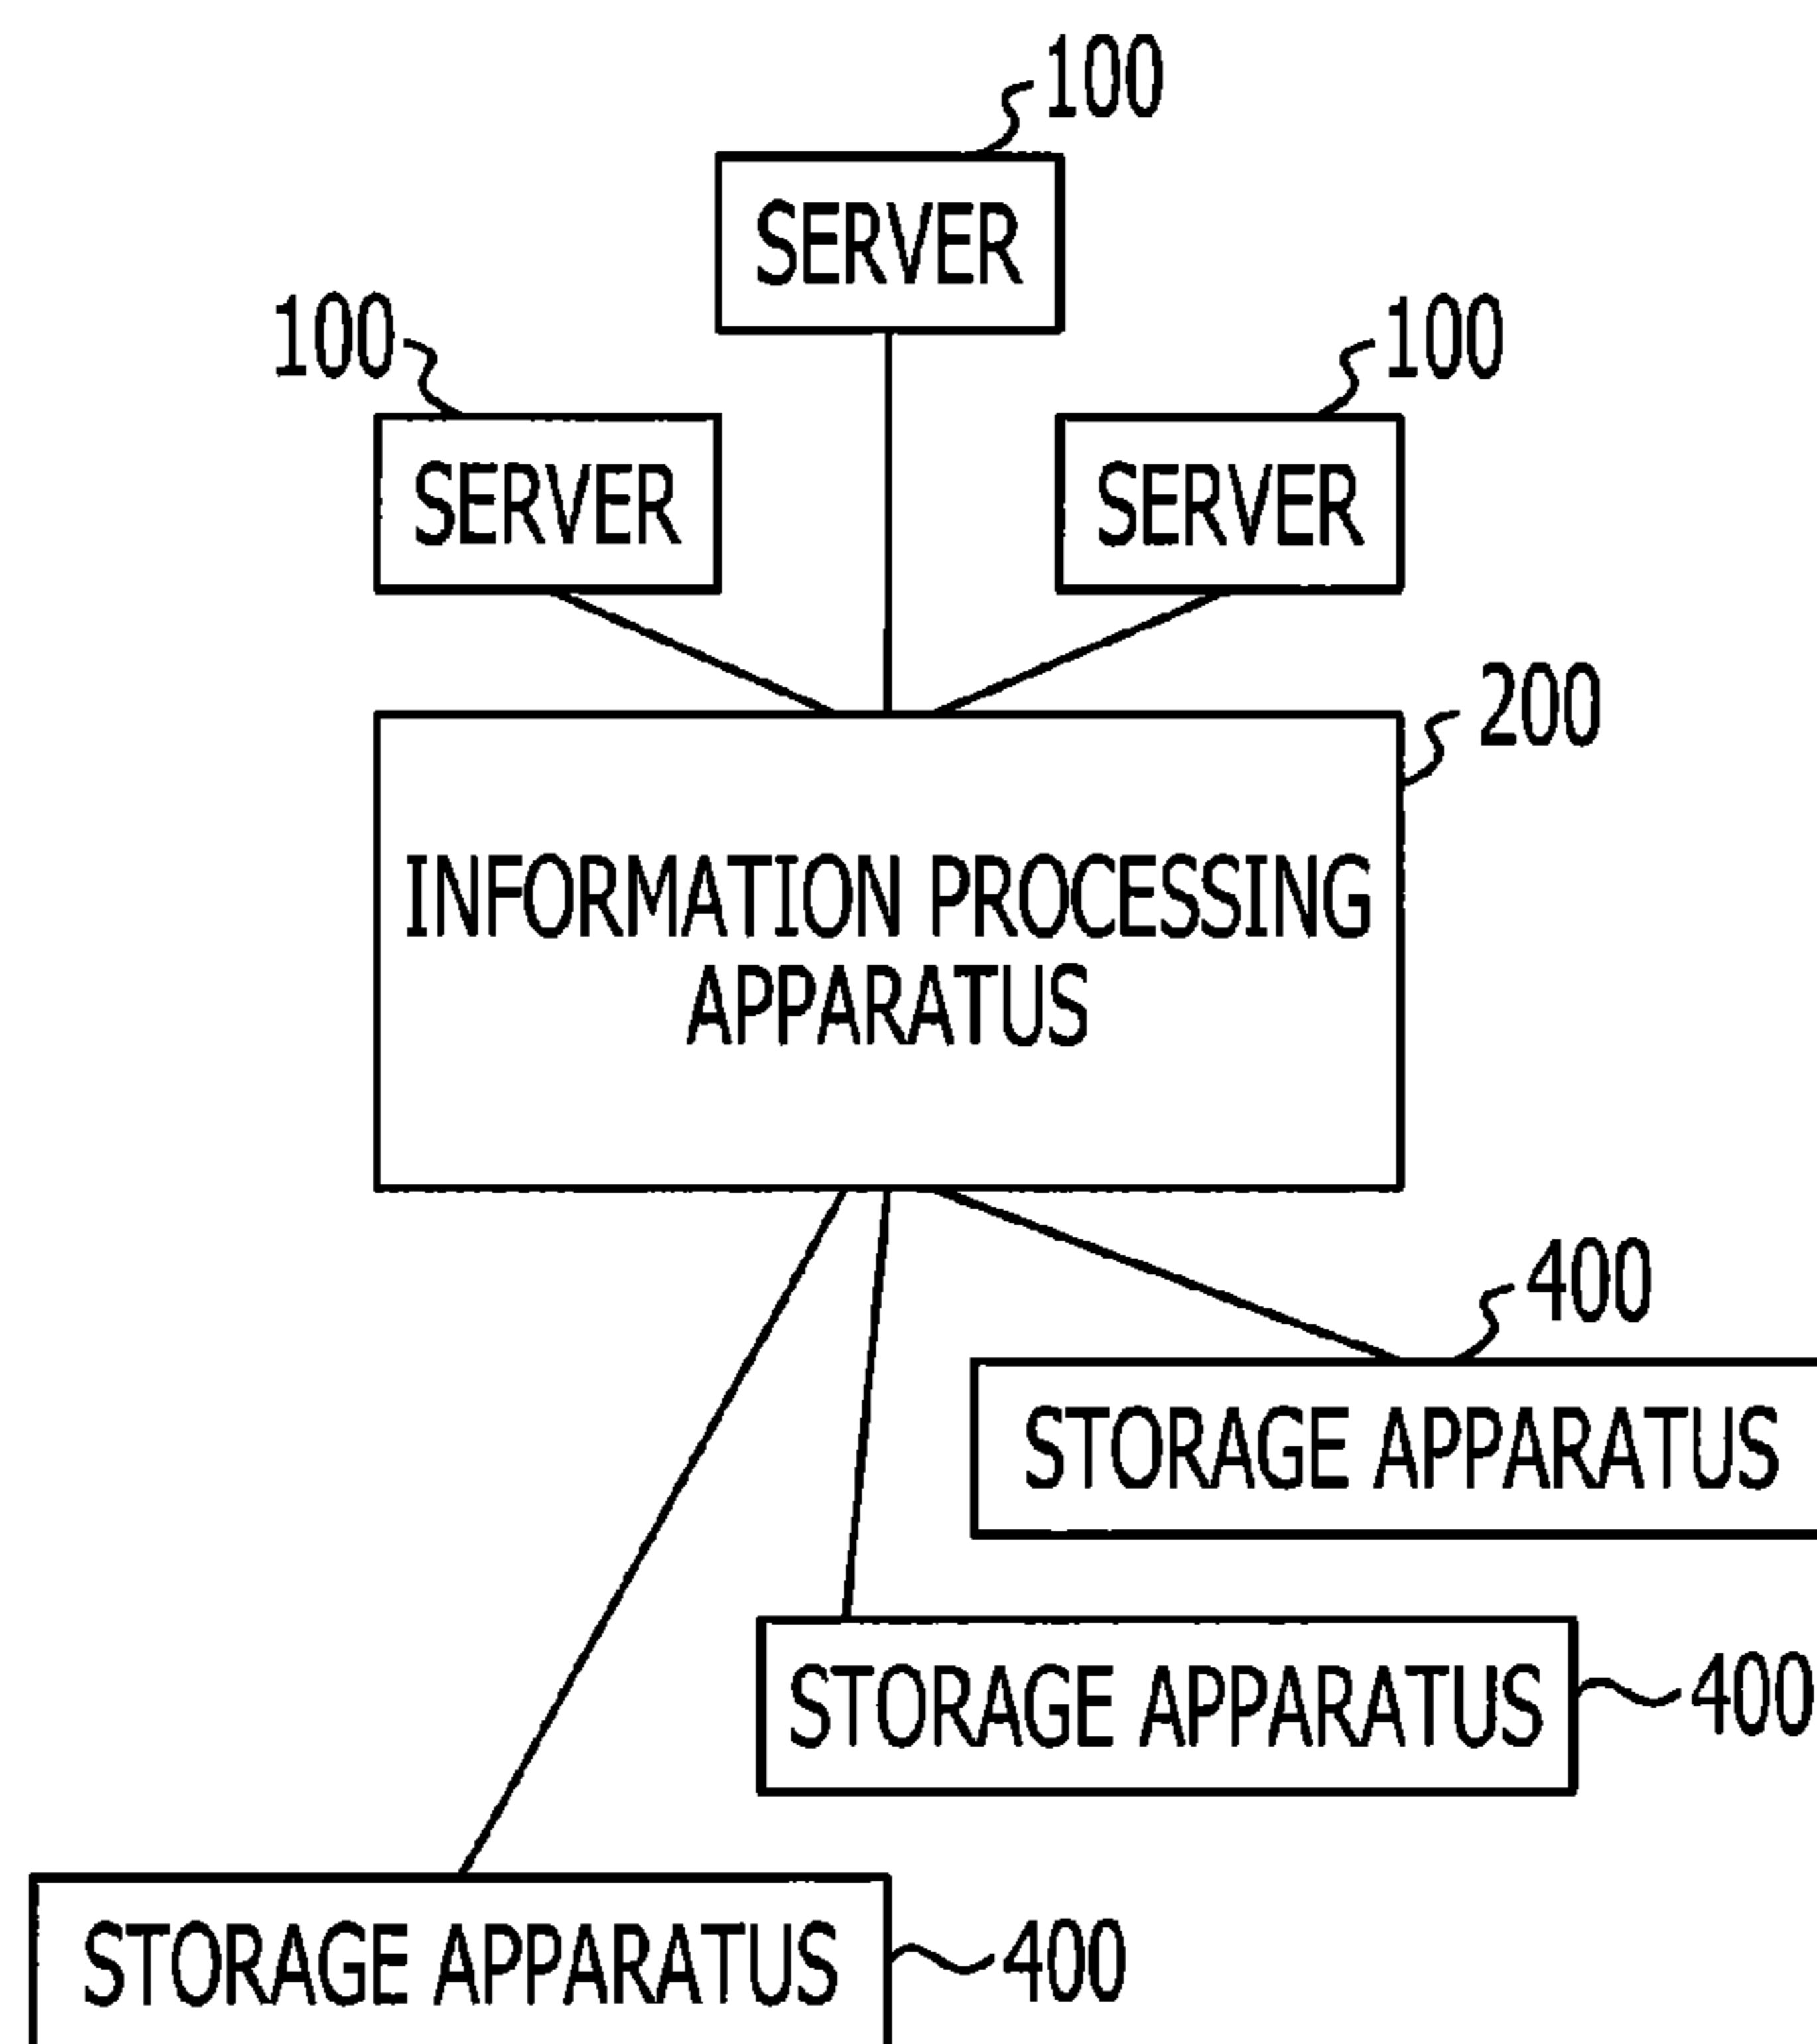 100
SERVER
100
100
SERVER
SERVER
200
INFORMATION PROCESSING
APPARATUS
400
STORAGE APPARATUS
STORAGE APPARATUS
400
STORAGE APPARATUS
400